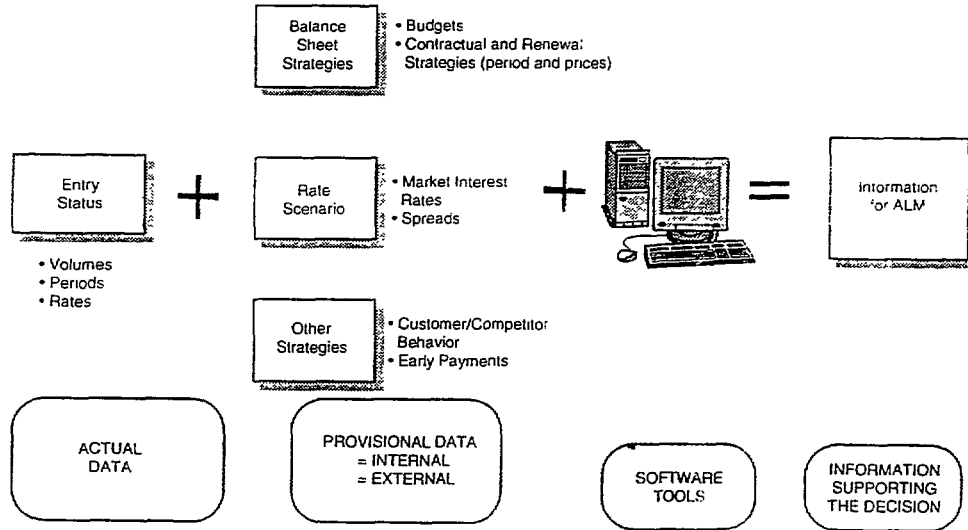 Balance
Sheet
Strategies
• Budgets
• Contractual and Renewal
Strategies (period and prices)
Entry
Status
+
Rate
Scenario
• Market Interest
Rates
• Spreads
+
=
Information
for ALM
• Volumes
• Periods
• Rates
Other
Strategies
• Customer/Competitor
Behavior
• Early Payments
ACTUAL
DATA
PROVISIONAL DATA
= INTERNAL
= EXTERNAL
SOFTWARE
TOOLS
INFORMATION
SUPPORTING
THE DECISION